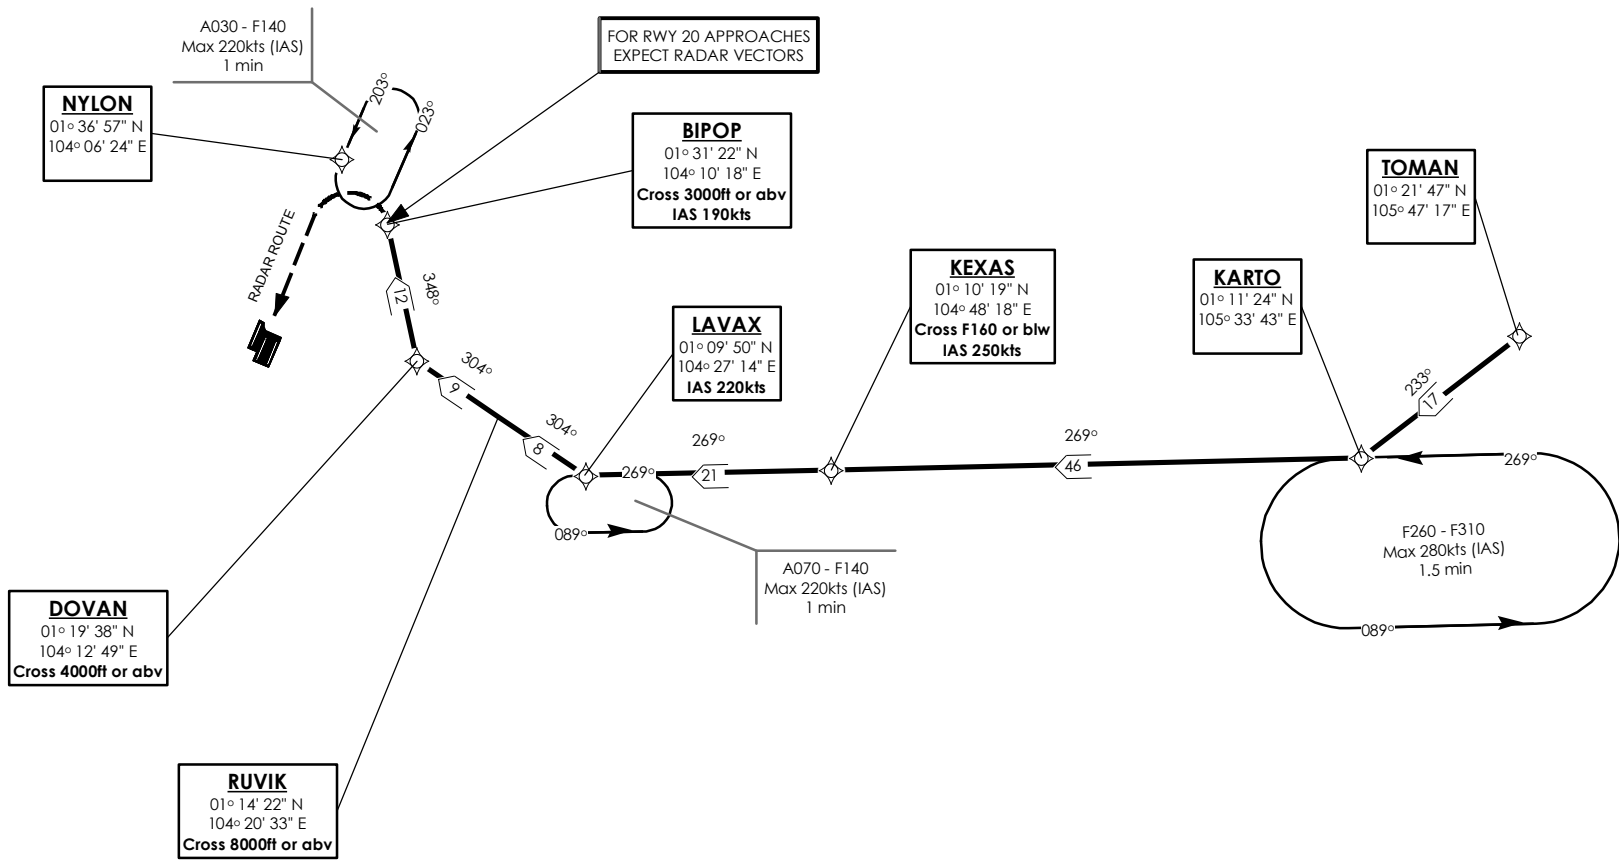 A030 - F140
Max 220kts (IAS)
1 min
FOR RWY 20 APPROACHES
EXPECT RADAR VECTORS
203°
023°
NYLON
01° 36' 57" N
104° 06' 24" E
BIPOP
01° 31' 22" N
104° 10' 18" E
Cross 3000ft or abv
IAS 190kts
TOMAN
01° 21' 47" N
105° 47' 17" E
RADAR ROUTE
348°
12
KEXAS
01° 10' 19" N
104° 48' 18" E
Cross F160 or blw
IAS 250kts
KARTO
01° 11' 24" N
105° 33' 43" E
LAVAX
01° 09' 50" N
104° 27' 14" E
IAS 220kts
304°
9
304°
8
233°
17
269°
21
269°
46
269°
089°
269°
F260 - F310
Max 280kts (IAS)
1.5 min
089°
A070 - F140
Max 220kts (IAS)
1 min
DOVAN
01° 19' 38" N
104° 12' 49" E
Cross 4000ft or abv
RUVIK
01° 14' 22" N
104° 20' 33" E
Cross 8000ft or abv